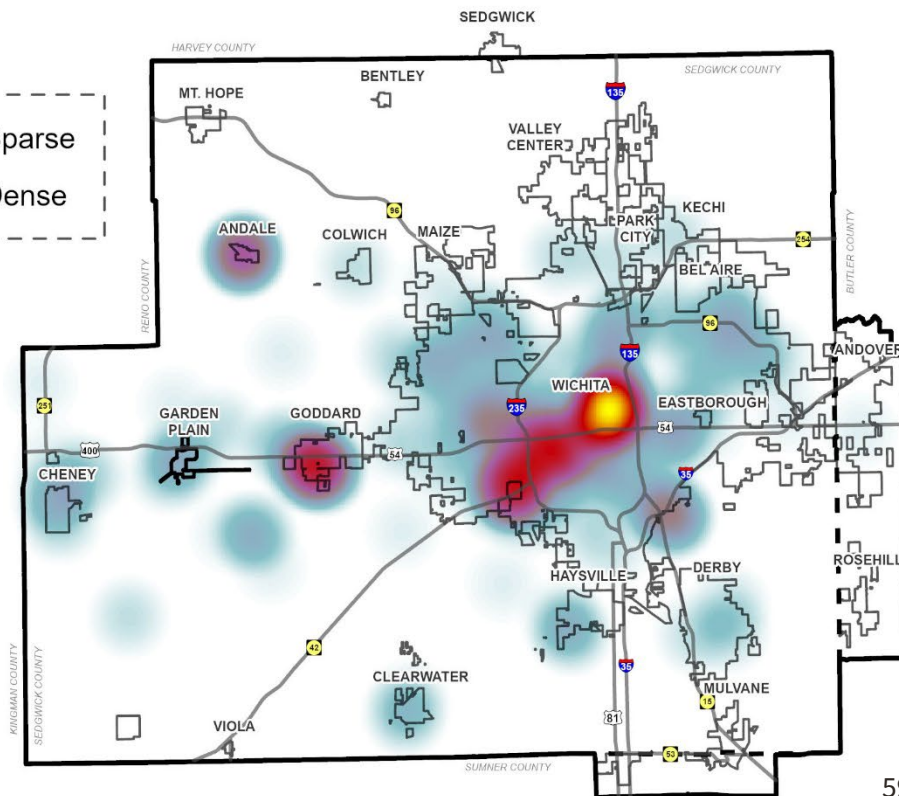 SEDGWICK
HARVEY COUNTY
SEDGWICK COUNTY
BENTLEY
MT. HOPE
135
parse
Dense
VALLEY
CENTER
96
ANDALE
COLWICH
MAIZE
PARK
CITY
KECHI
254
BEL AIRE
RENO COUNTY
BUTLER COUNTY
96
135
ANDOVER
WICHITA
251
GARDEN
PLAIN
GODDARD
235
EASTBOROUGH
54
400
54
CHENEY
35
HAYSVILLE
DERBY
ROSEHILL
42
CLEARWATER
35
KINGMAN COUNTY
SEDGWICK COUNTY
MULVANE
15
81
VIOLA
53
SUMNER COUNTY
59